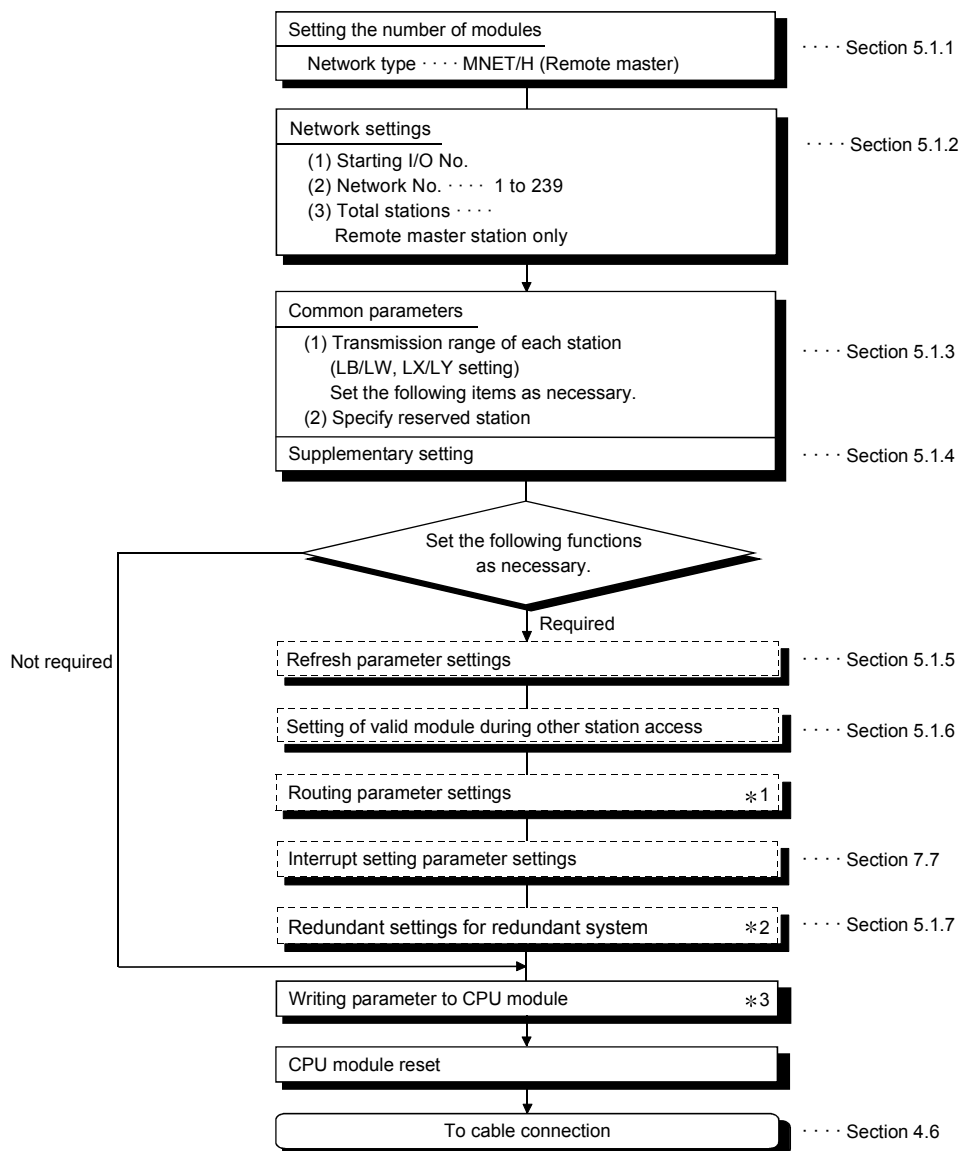 Setting the number of modules
Network type ···· MNET/H (Remote master)
···· Section 5.1.1
Network settings
···· Section 5.1.2
(1) Starting I/O No.
(2) Network No. ···· 1 to 239
(3) Total stations ····
Remote master station only
Common parameters
(1) Transmission range of each station
···· Section 5.1.3
(LB/LW, LX/LY setting)
Set the following items as necessary.
(2) Specify reserved station
Supplementary setting
···· Section 5.1.4
Set the following functions
as necessary.
Required
Not required
Refresh parameter settings
···· Section 5.1.5
Setting of valid module during other station access
···· Section 5.1.6
Routing parameter settings *1
Interrupt setting parameter settings
···· Section 7.7
Redundant settings for redundant system *2
···· Section 5.1.7
Writing parameter to CPU module *3
CPU module reset
To cable connection
···· Section 4.6